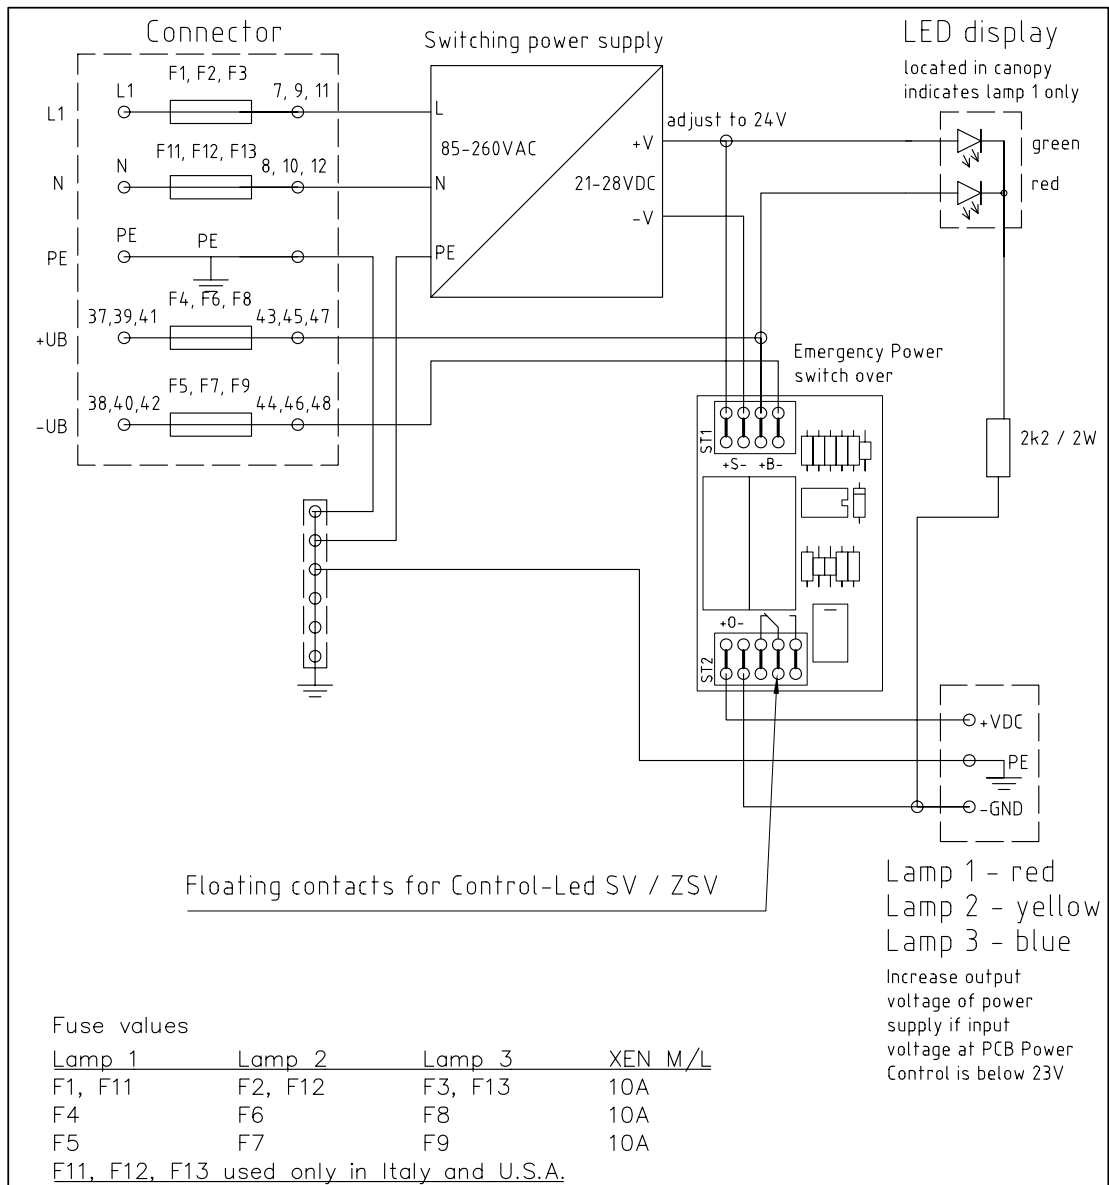 Connector
Switching power supply
LED display
located in canopy
indicates lamp 1 only
F1, F2, F3
L1
L1
7, 9, 11
L
85-260VAC
+V
adjust to 24V
green
F11, F12, F13
N
N
8, 10, 12
N
21-28VDC
red
-V
PE
PE
PE
PE
F4, F6, F8
37,39,41
43,45,47
+UB
Emergency Power
switch over
F5, F7, F9
38,40,42
44,46,48
-UB
ST1
+S- +B-
2k2 / 2W
+O-
ST2
+VDC
PE
-GND
Floating contacts for Control-Led SV / ZSV
Lamp 1 - red
Lamp 2 - yellow
Lamp 3 - blue
Increase output
voltage of power
supply if input
voltage at PCB Power
Control is below 23V
Fuse values
Lamp 1 Lamp 2 Lamp 3 XEN M/L
F1, F11 F2, F12 F3, F13 10A
F4 F6 F8 10A
F5 F7 F9 10A
F11, F12, F13 used only in Italy and U.S.A.